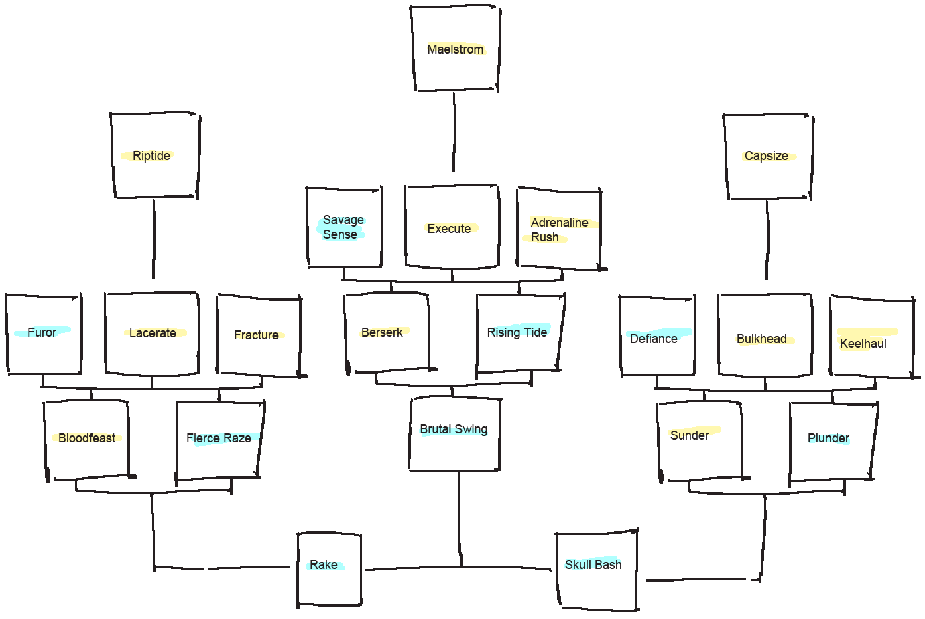 Maelstrom
Riptide
Capsize
Savage
Sense
Execute
Adrenaline
Rush
Furor
Lacerate
Fracture
Berserk
Rising Tide
Defiance
Bulkhead
Keelhaul
Bloodfeast
Fierce Raze
Brutal Swing
Sunder
Plunder
Rake
Skull Bash